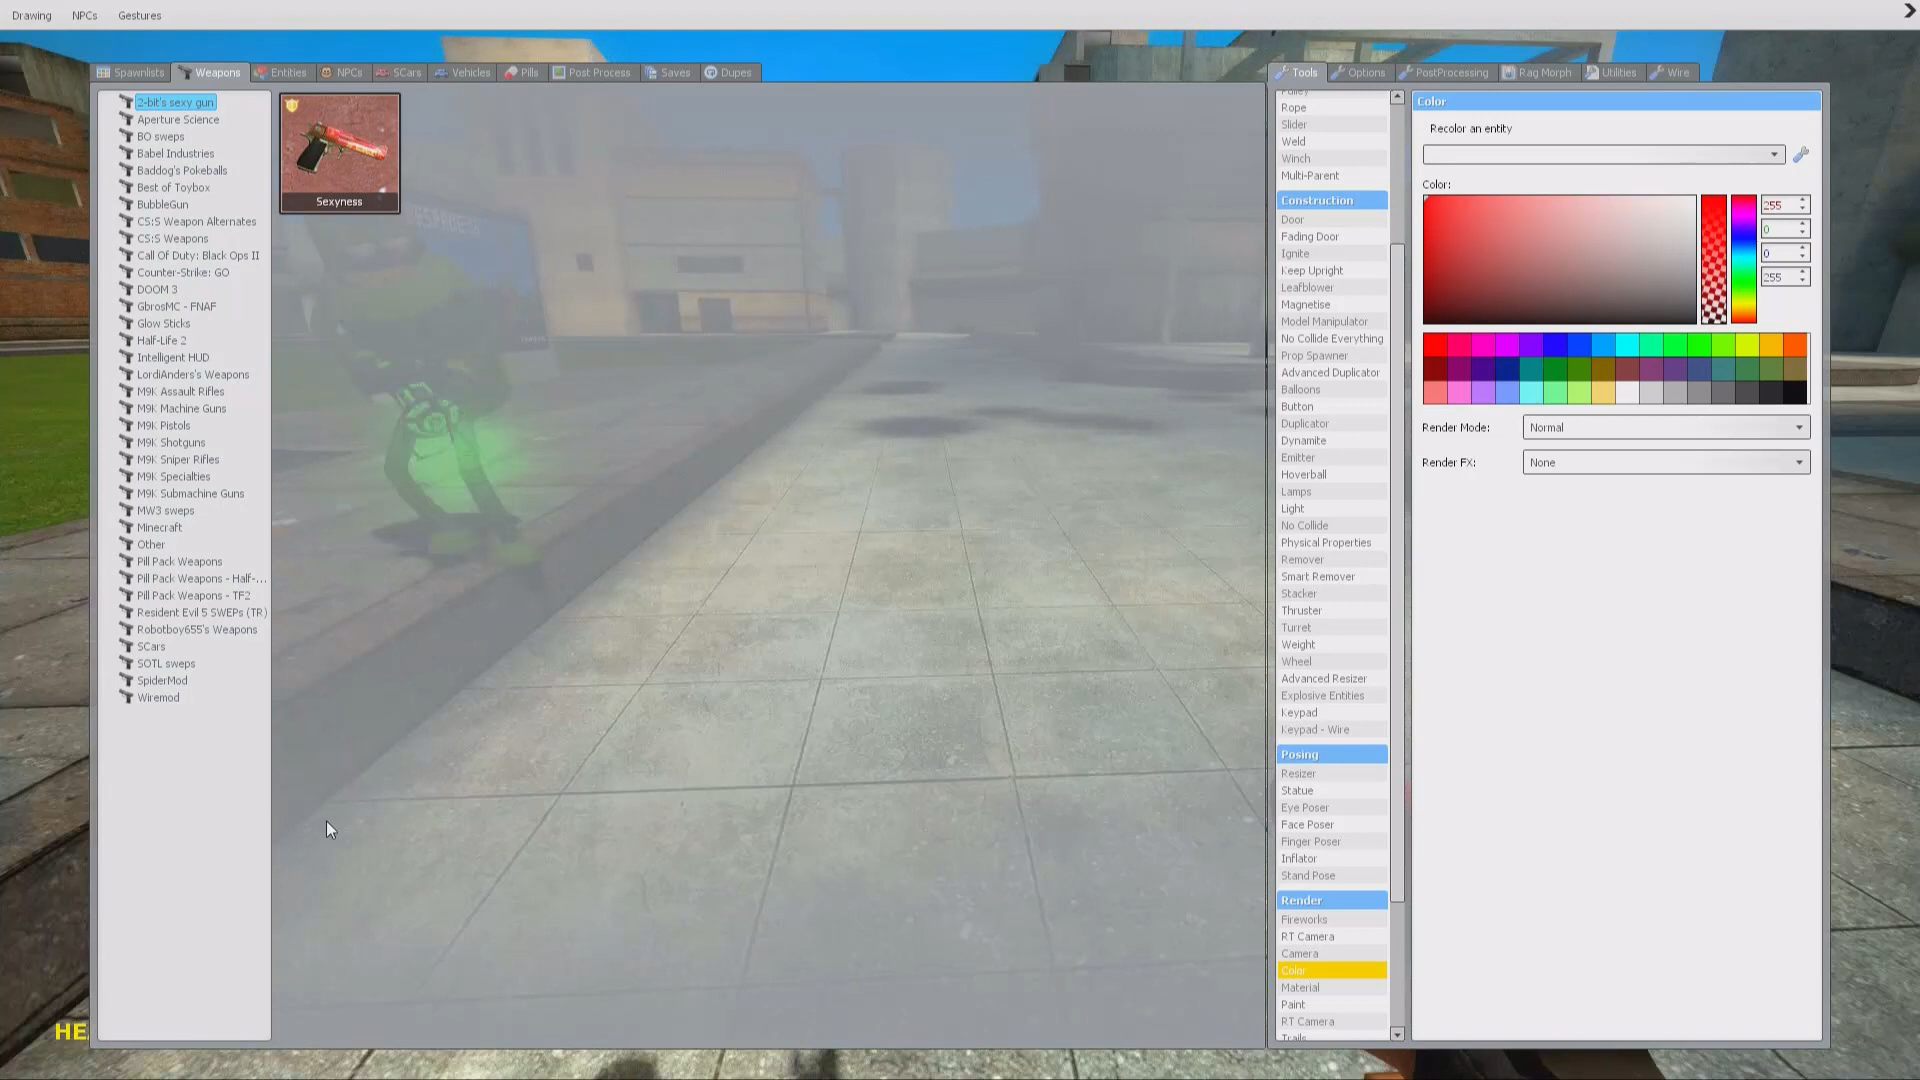 Drawing NPCs Gestures
Spawnlists Weapons Entities NPCs SCars Vehicles Pills Post Process Saves Dupes
Tools Options PostProcessing Rag Morph Utilities Wire
2-bit's sexy gun
Aperture Science
BO sweps
Babel Industries
Baddog's Pokeballs
Best of Toybox
BubbleGun
CS:S Weapon Alternates
CS:S Weapons
Call Of Duty: Black Ops II
Counter-Strike: GO
DOOM 3
GbrosMC - FNAF
Glow Sticks
Half-Life 2
Intelligent HUD
LordiAnders's Weapons
M9K Assault Rifles
M9K Machine Guns
M9K Pistols
M9K Shotguns
M9K Sniper Rifles
M9K Specialties
M9K Submachine Guns
MW3 sweps
Minecraft
Other
Pill Pack Weapons
Pill Pack Weapons - Half-...
Pill Pack Weapons - TF2
Resident Evil 5 SWEPs (TR)
Robotboy655's Weapons
SCars
SOTL sweps
SpiderMod
Wiremod
Sexyness
HE
Pulley
Rope
Slider
Weld
Winch
Multi-Parent
Construction
Door
Fading Door
Ignite
Keep Upright
Leafblower
Magnetise
Model Manipulator
No Collide Everything
Prop Spawner
Advanced Duplicator
Balloons
Button
Duplicator
Dynamite
Emitter
Hoverball
Lamps
Light
No Collide
Physical Properties
Remover
Smart Remover
Stacker
Thruster
Turret
Weight
Wheel
Advanced Resizer
Explosive Entities
Keypad
Keypad - Wire
Posing
Resizer
Statue
Eye Poser
Face Poser
Finger Poser
Inflator
Stand Pose
Render
Fireworks
RT Camera
Camera
Color
Material
Paint
RT Camera
Trails
Color
Recolor an entity
Color:
255
0
0
255
Render Mode: Normal
Render FX: None